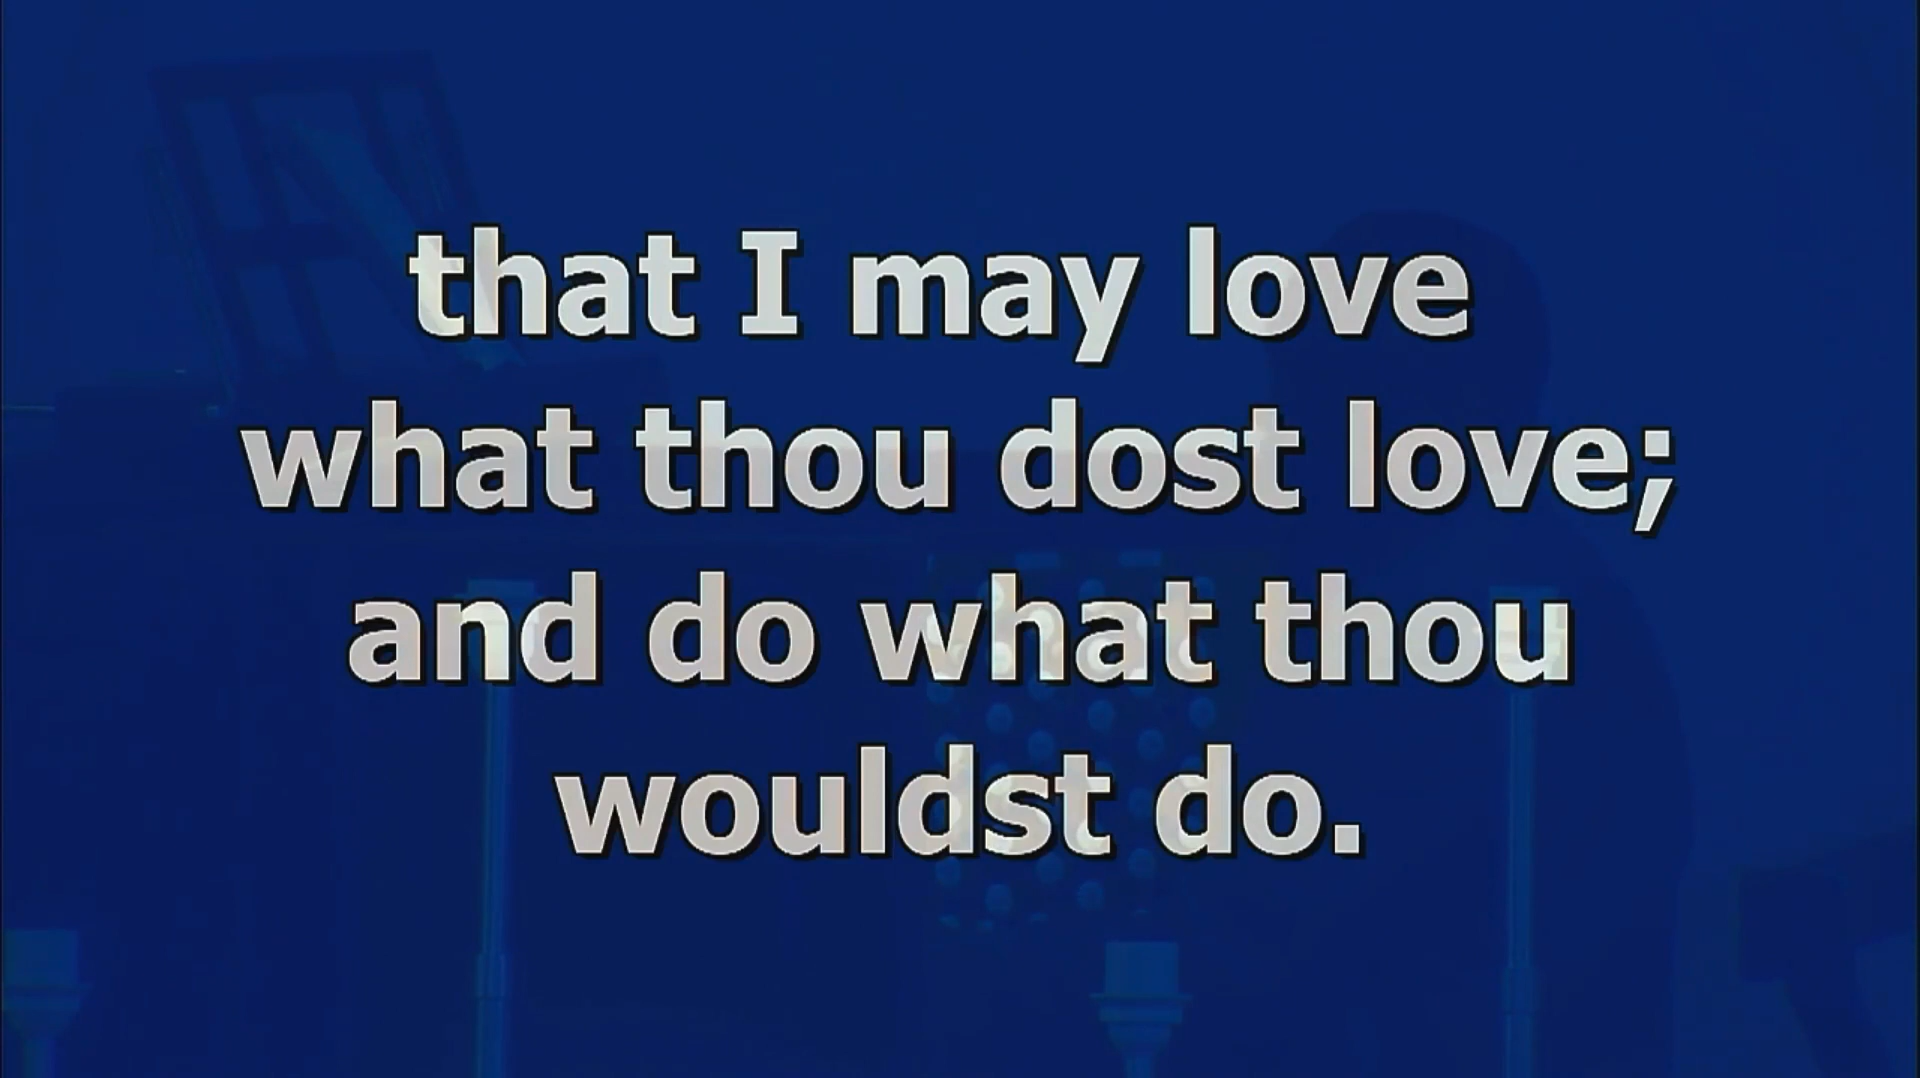 that I may love
what thou dost love;
and do what thou
wouldst do.